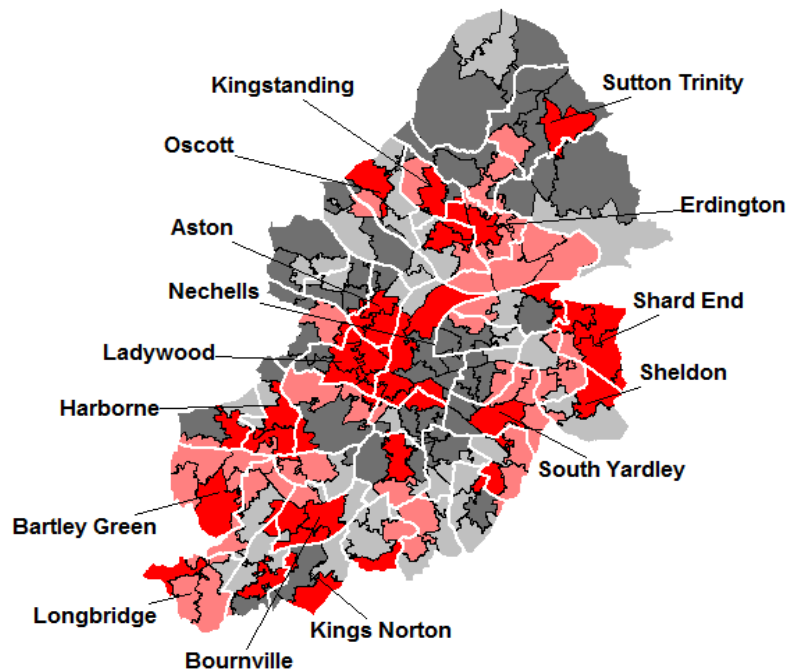 Sutton Trinity
Kingstanding
Oscott
Erdington
Aston
Nechells
Shard End
Ladywood
Sheldon
Harborne
South Yardley
Bartley Green
Longbridge
Kings Norton
Bournville